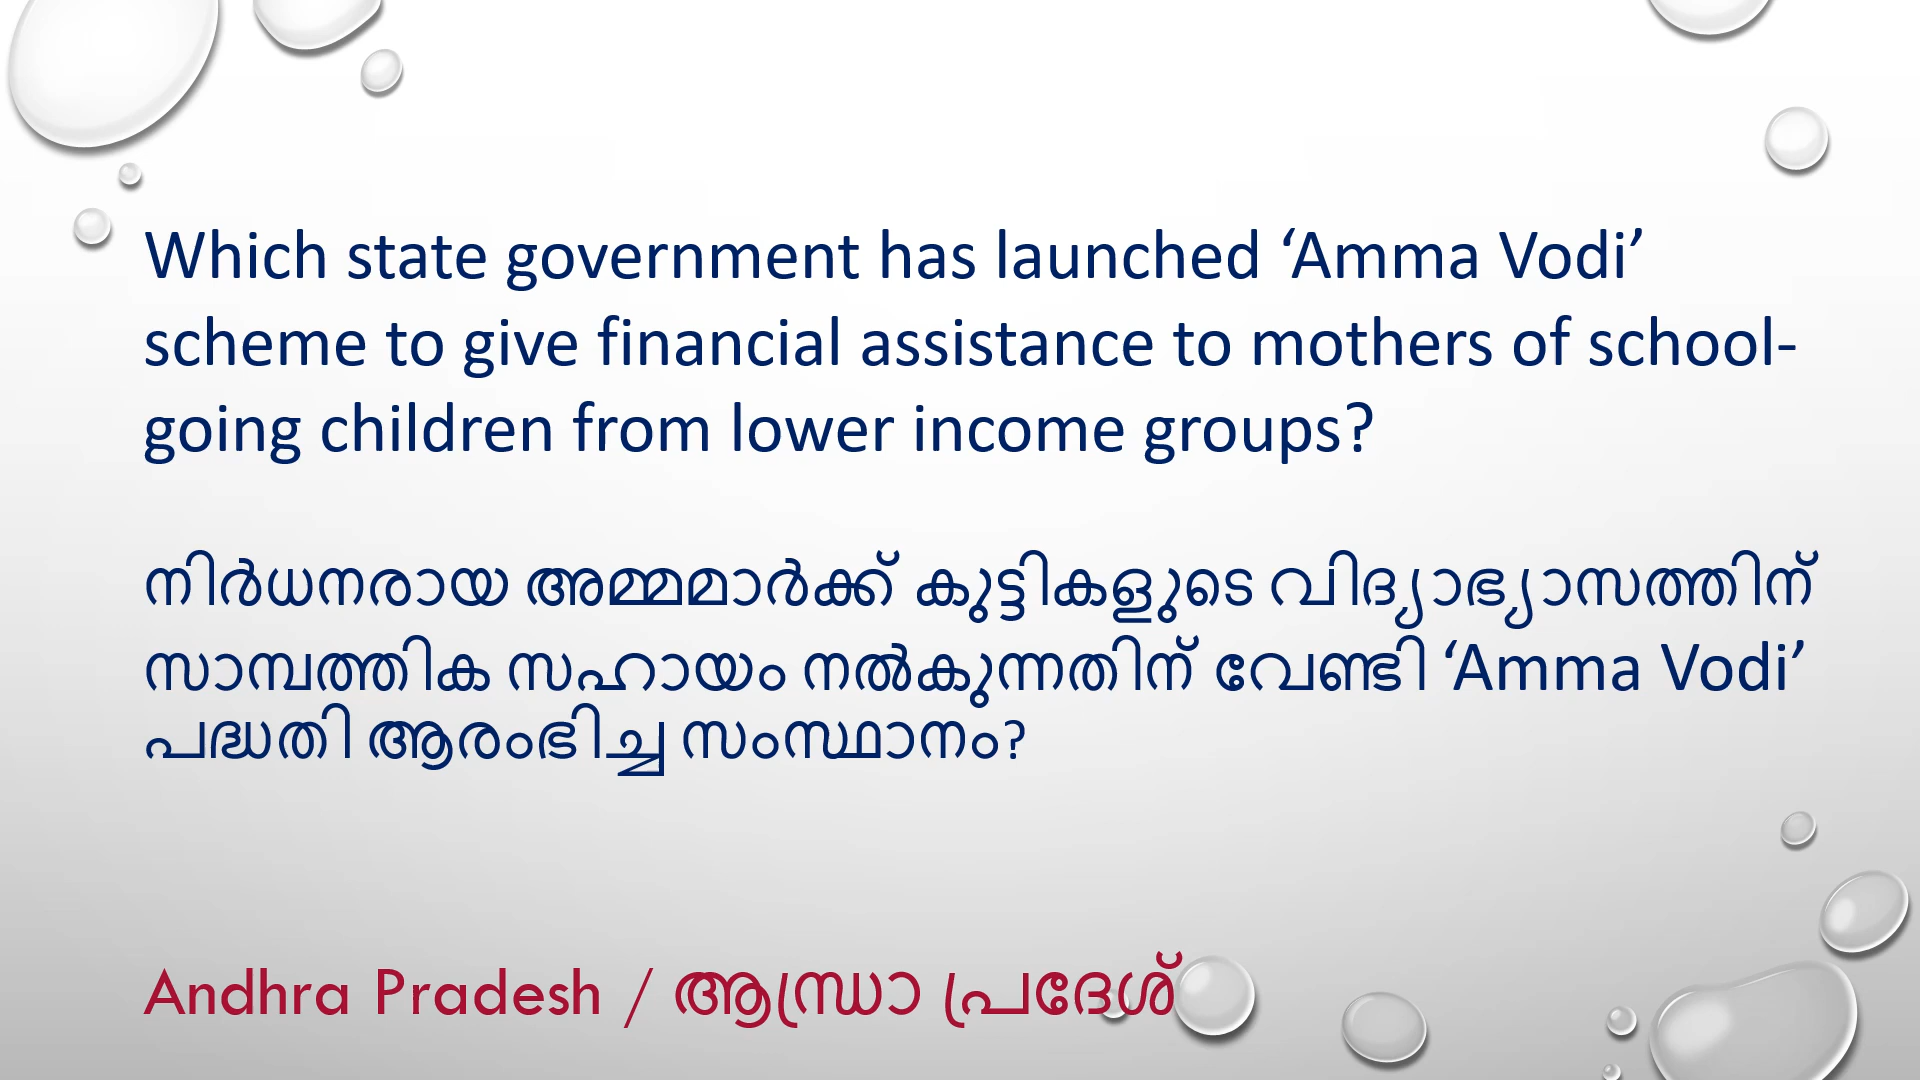 Which state government has launched ‘Amma Vodi’
scheme to give financial assistance to mothers of school-
going children from lower income groups?
നിർധനരായ അമ്മമാർക്ക് കുട്ടികളുടെ വിദ്യാഭ്യാസത്തിന്
സാമ്പത്തിക സഹായം നൽകുന്നതിന് വേണ്ടി ‘Amma Vodi’
പദ്ധതി ആരംഭിച്ച സംസ്ഥാനം?
Andhra Pradesh / ആന്ധ്രാ പ്രദേശ്